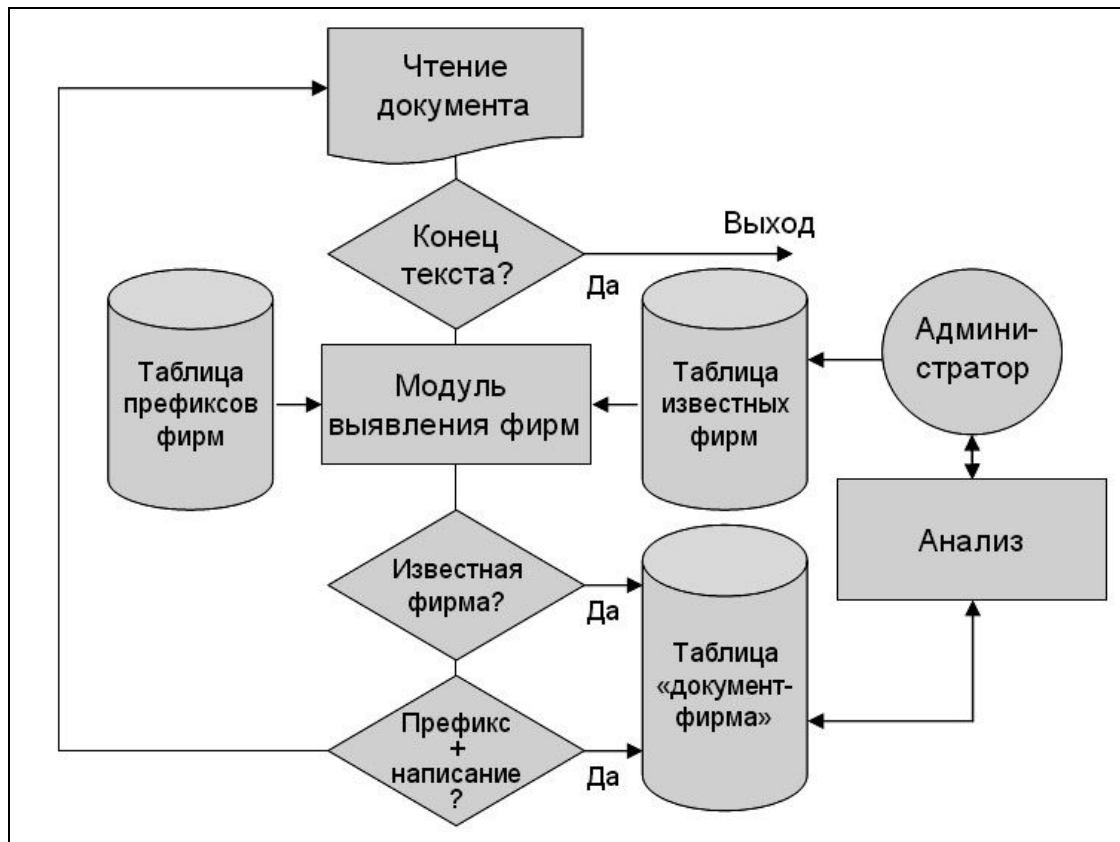 Чтение
документа
Конец
текста?
Выход
Да
Таблица
префиксов
фирм
Модуль
выявления фирм
Таблица
известных
фирм
Админи-
стратор
Анализ
Известная
фирма?
Да
Таблица
«документ-
фирма»
Префикс
+
написание
?
Да